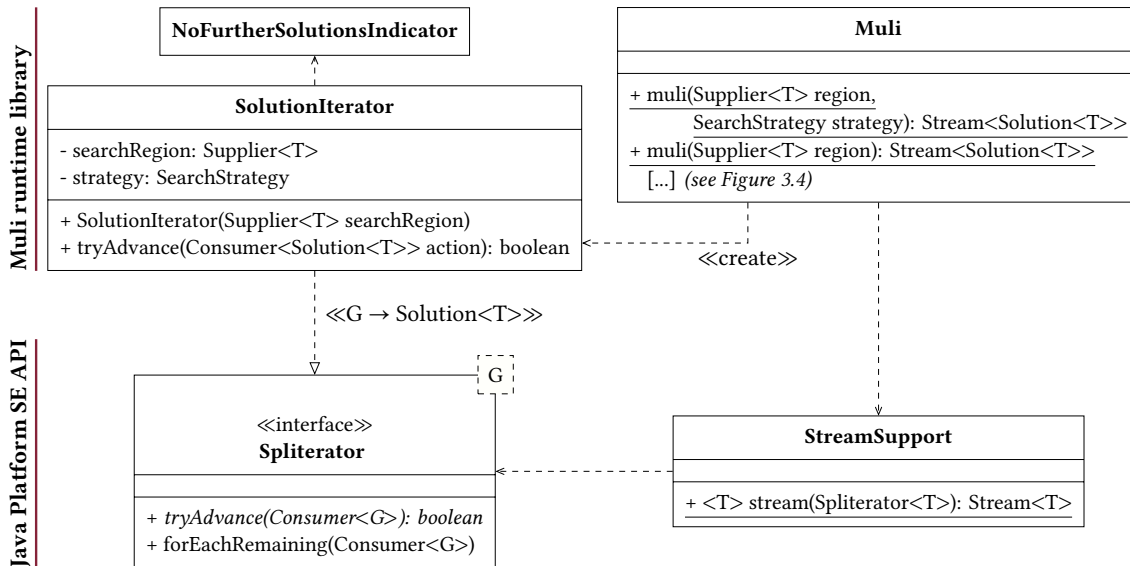 Muli runtime library
NoFurtherSolutionsIndicator
SolutionIterator
- searchRegion: Supplier<T>
- strategy: SearchStrategy
+ SolutionIterator(Supplier<T> searchRegion)
+ tryAdvance(Consumer<Solution<T>> action): boolean
Muli
+ muli(Supplier<T> region,
SearchStrategy strategy): Stream<Solution<T>>
+ muli(Supplier<T> region): Stream<Solution<T>>
[...] (see Figure 3.4)
≪create≫
≪G → Solution<T>≫
Java Platform SE API
G
≪interface≫
Spliterator
+ tryAdvance(Consumer<G>): boolean
+ forEachRemaining(Consumer<G>)
StreamSupport
+ <T> stream(Spliterator<T>): Stream<T>